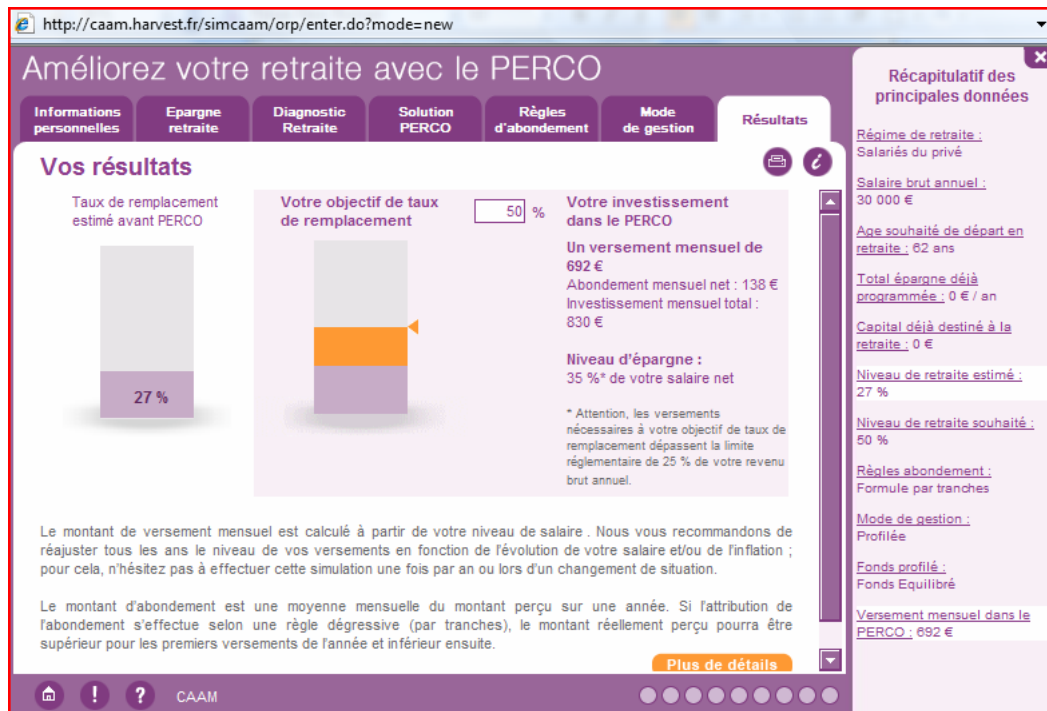 http://caam.harvest.fr/simcaam/orp/enter.do?mode=new
Améliorez votre retraite avec le PERCO
Informations
personnelles
Epargne
retraite
Diagnostic
Retraite
Solution
PERCO
Règles
d'abondement
Mode
de gestion
Résultats
Vos résultats
Taux de remplacement
estimé avant PERCO
27 %
Votre objectif de taux
de remplacement
50 %
Votre investissement
dans le PERCO
Un versement mensuel de
692 €
Abondement mensuel net : 138 €
Investissement mensuel total :
830 €
Niveau d'épargne :
35 %* de votre salaire net
* Attention, les versements
nécessaires à votre objectif de taux de
remplacement dépassent la limite
réglementaire de 25 % de votre revenu
brut annuel.
Le montant de versement mensuel est calculé à partir de votre niveau de salaire . Nous vous recommandons de
réajuster tous les ans le niveau de vos versements en fonction de l'évolution de votre salaire et/ou de l'inflation ;
pour cela, n'hésitez pas à effectuer cette simulation une fois par an ou lors d'un changement de situation.
Le montant d'abondement est une moyenne mensuelle du montant perçu sur une année. Si l'attribution de
l'abondement s'effectue selon une règle dégressive (par tranches), le montant réellement perçu pourra être
supérieur pour les premiers versements de l'année et inférieur ensuite.
Plus de détails
CAAM
Récapitulatif des
principales données
Régime de retraite :
Salariés du privé
Salaire brut annuel :
30 000 €
Age souhaité de départ en
retraite : 62 ans
Total épargne déjà
programmée : 0 € / an
Capital déjà destiné à la
retraite : 0 €
Niveau de retraite estimé :
27 %
Niveau de retraite souhaité :
50 %
Règles abondement :
Formule par tranches
Mode de gestion :
Profilée
Fonds profilé :
Fonds Equilibré
Versement mensuel dans le
PERCO : 692 €